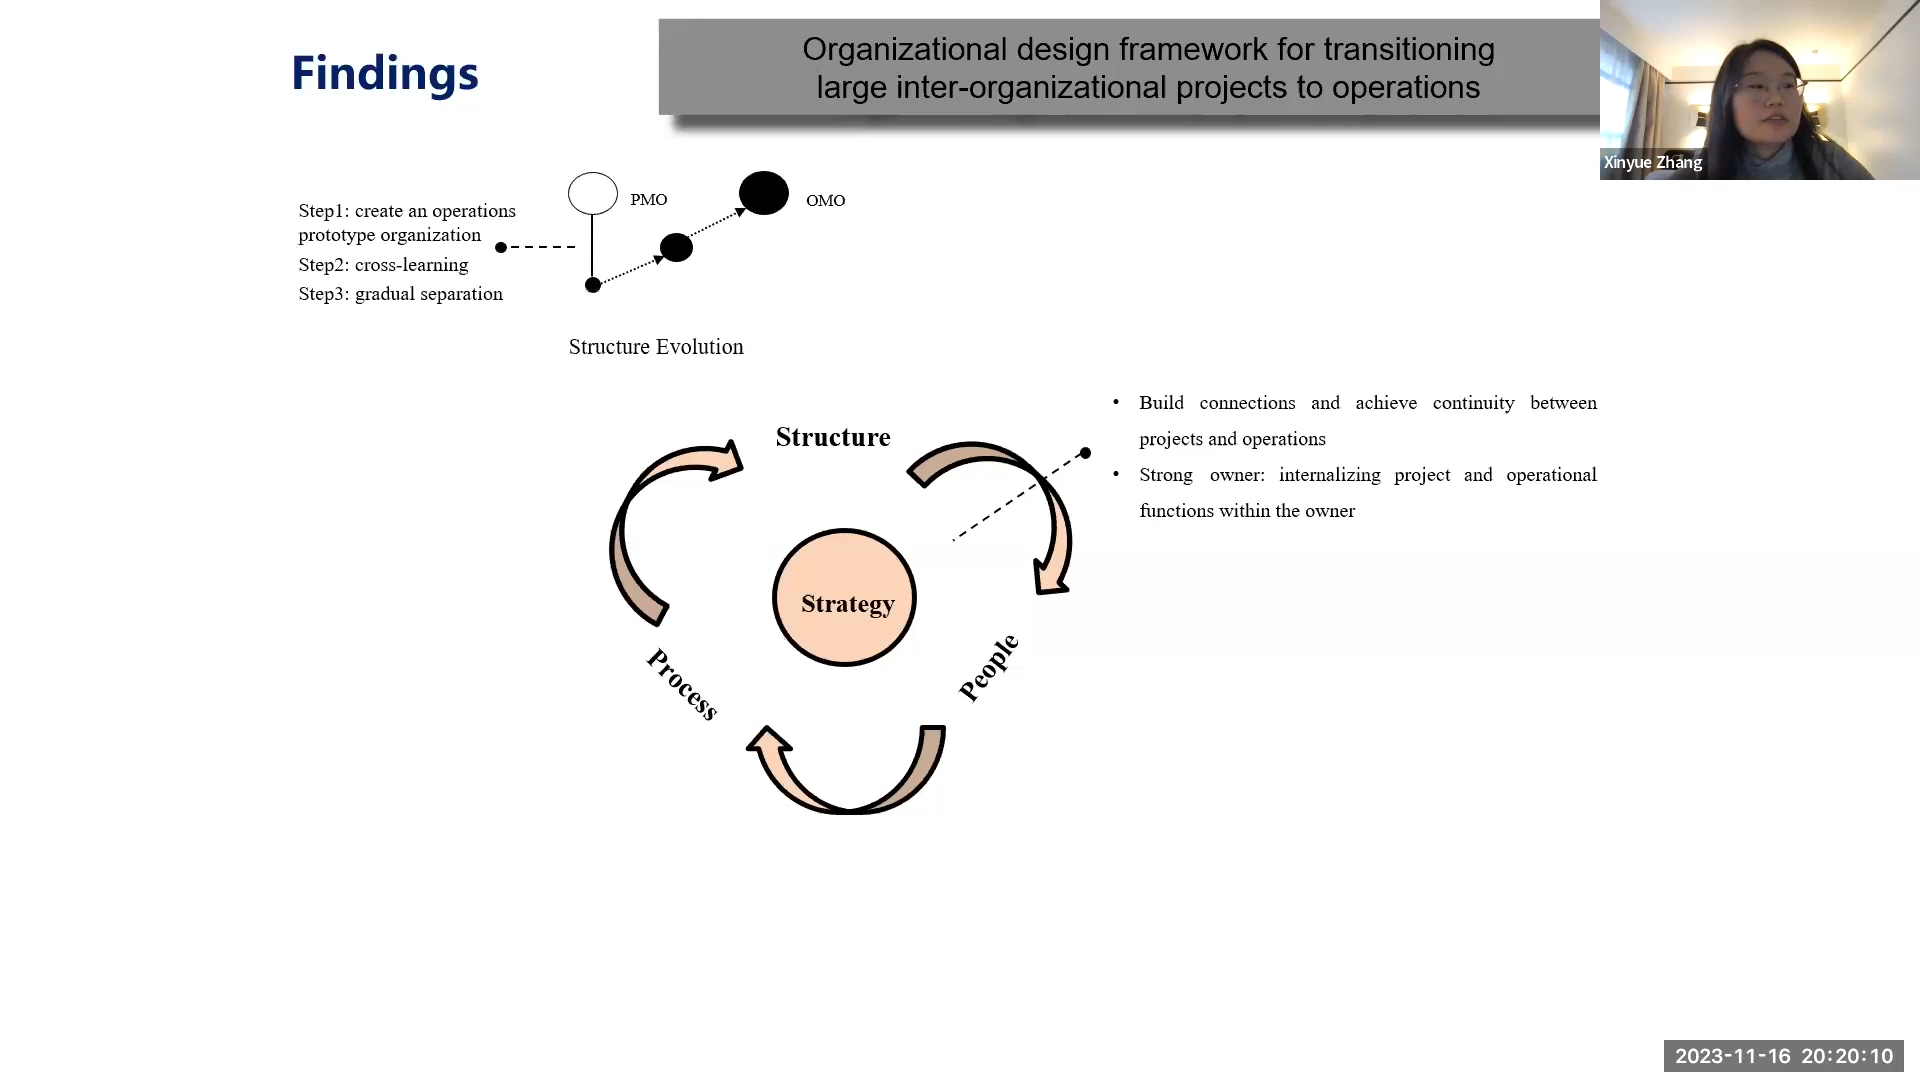 Findings
Organizational design framework for transitioning
large inter-organizational projects to operations
Xinyue Zhang
Step1: create an operations
prototype organization
Step2: cross-learning
Step3: gradual separation
PMO
OMO
Structure Evolution
• Build connections and achieve continuity between
projects and operations
• Strong owner: internalizing project and operational
functions within the owner
Structure
Strategy
Process
People
2023-11-16 20:20:10